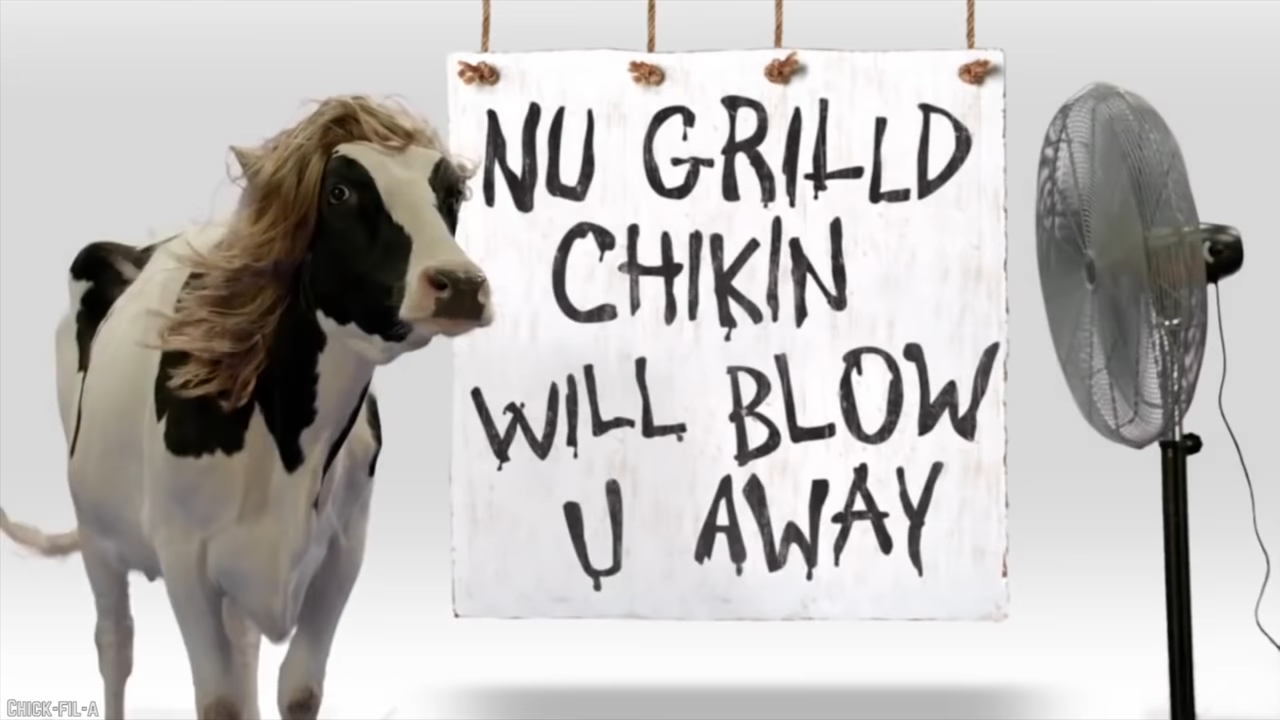 NU GRILLD
CHIKIN
WILL BLOW
U AWAY
CHICK-FIL-A